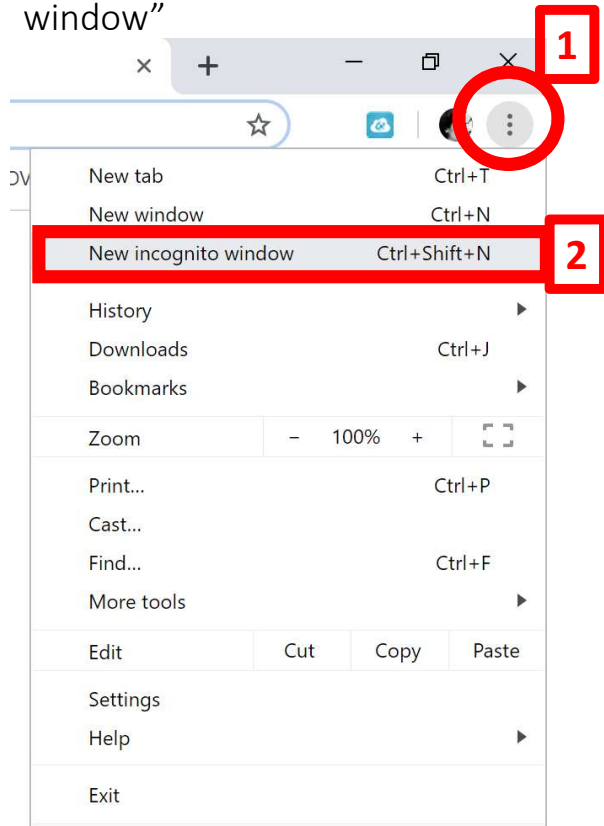 window”
1
New tab Ctrl+T
New window Ctrl+N
New incognito window Ctrl+Shift+N
2
History
Downloads Ctrl+J
Bookmarks
Zoom - 100% +
Print... Ctrl+P
Cast...
Find... Ctrl+F
More tools
Edit Cut Copy Paste
Settings
Help
Exit